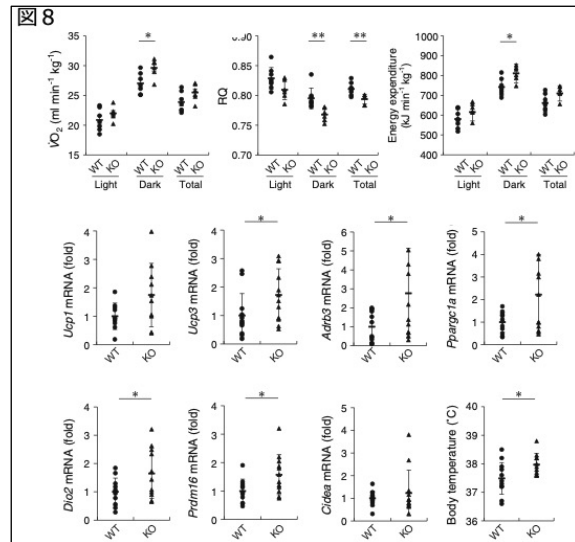 図8
*
V̇O₂ (ml min⁻¹ kg⁻¹)
35
30
25
20
15
WT KO WT KO WT KO
Light Dark Total
** **
RQ
0.90
0.85
0.80
0.75
0.70
WT KO WT KO WT KO
Light Dark Total
*
Energy expenditure
(kJ min⁻¹ kg⁻¹)
1000
900
800
700
600
500
400
WT KO WT KO WT KO
Light Dark Total
Ucp1 mRNA (fold)
4
3
2
1
0
WT KO
*
Ucp3 mRNA (fold)
4
3
2
1
0
WT KO
*
Adrb3 mRNA (fold)
6
5
4
3
2
1
0
WT KO
*
Ppargc1a mRNA (fold)
5
4
3
2
1
0
WT KO
*
Dio2 mRNA (fold)
4
3
2
1
0
WT KO
*
Prdm16 mRNA (fold)
4
3
2
1
0
WT KO
Cidea mRNA (fold)
5
4
3
2
1
0
WT KO
*
Body temperature (˚C)
40
39
38
37
36
WT KO